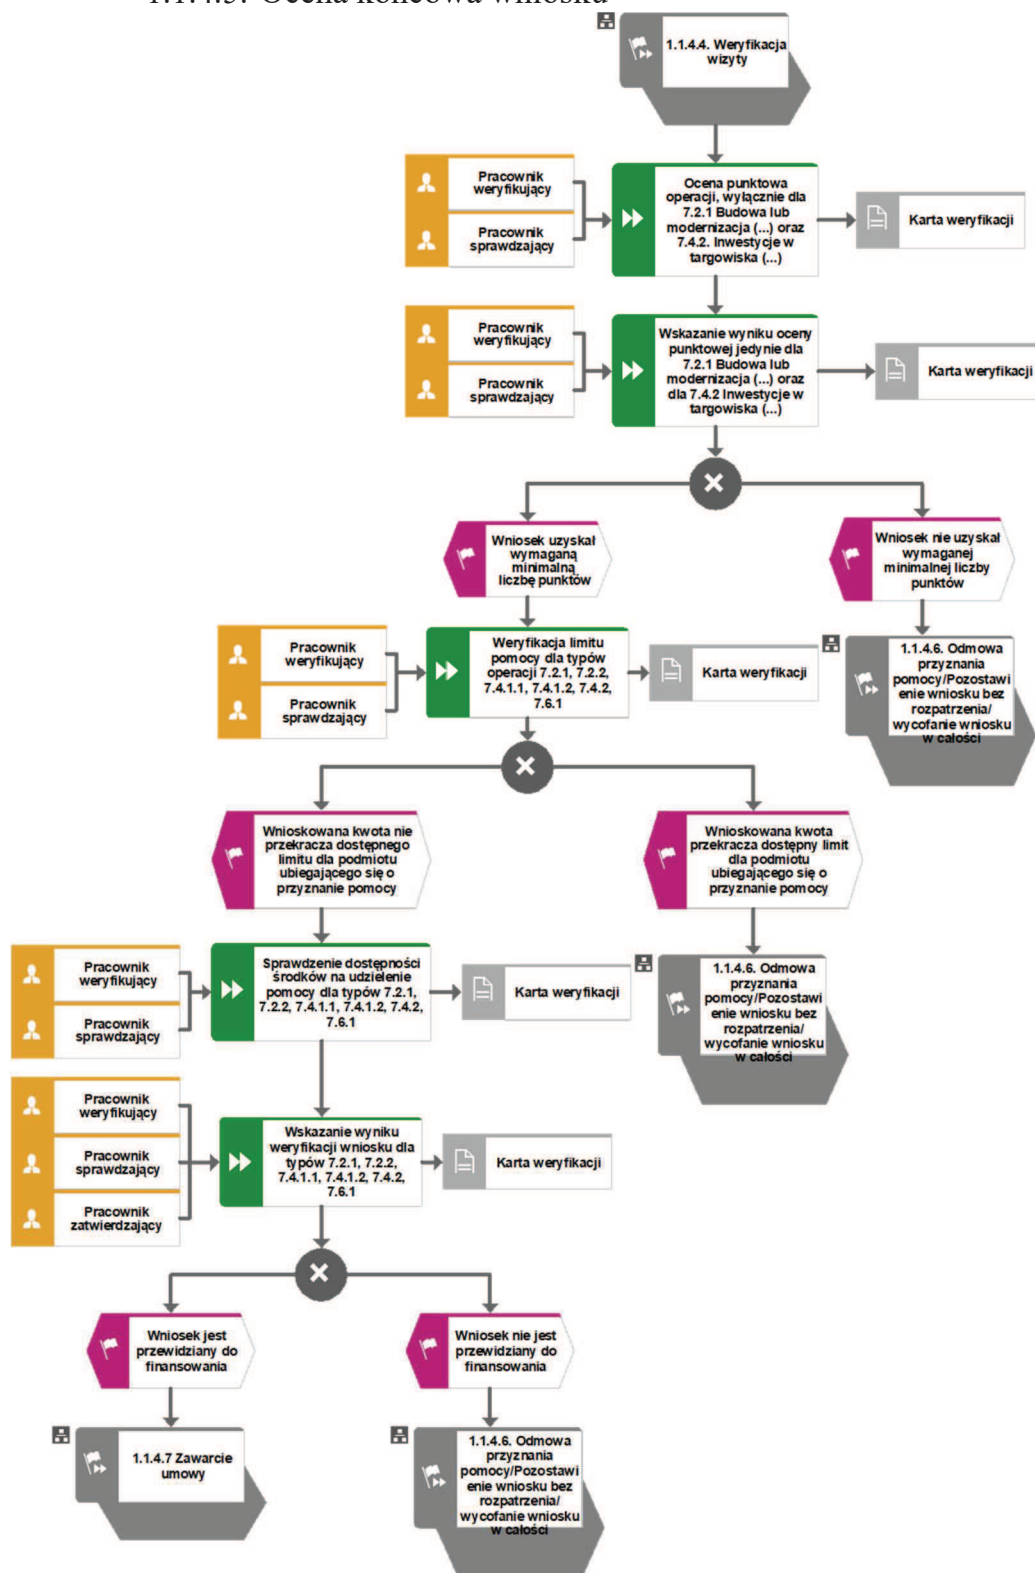 1.1.4.5. Ocena końcowa wniosku
1.1.4.4. Weryfikacja
wizyty
Pracownik
weryfikujący
Pracownik
sprawdzający
Ocena punktowa
operacji, wyłącznie dla
7.2.1 Budowa lub
modernizacja (...) oraz
7.4.2. Inwestycje w
targowiska (...)
Karta weryfikacji
Pracownik
weryfikujący
Pracownik
sprawdzający
Wskazanie wyniku oceny
punktowej jedynie dla
7.2.1 Budowa lub
modernizacja (...) oraz
dla 7.4.2 Inwestycje w
targowiska (...)
Karta weryfikacji
Wniosek uzyskał
wymaganą
minimalną
liczbę punktów
Wniosek nie uzyskał
wymaganej
minimalnej liczby
punktów
Pracownik
weryfikujący
Pracownik
sprawdzający
Weryfikacja limitu
pomocy dla typów
operacji 7.2.1, 7.2.2,
7.4.1.1, 7.4.1.2, 7.4.2,
7.6.1
Karta weryfikacji
1.1.4.6. Odmowa
przyznania
pomocy/Pozostawi
enie wniosku bez
rozpatrzenia/
wycofanie wniosku
w całości
Wnioskowana kwota nie
przekracza dostępnego
limitu dla podmiotu
ubiegającego się o
przyznanie pomocy
Wnioskowana kwota
przekracza dostępny limit
dla podmiotu
ubiegającego się o
przyznanie pomocy
Pracownik
weryfikujący
Pracownik
sprawdzający
Sprawdzenie dostępności
środków na udzielenie
pomocy dla typów 7.2.1,
7.2.2, 7.4.1.1, 7.4.1.2, 7.4.2,
7.6.1
Karta weryfikacji
1.1.4.6. Odmowa
przyznania
pomocy/Pozostawi
enie wniosku bez
rozpatrzenia/
wycofanie wniosku
w całości
Pracownik
weryfikujący
Pracownik
sprawdzający
Pracownik
zatwierdzający
Wskazanie wyniku
weryfikacji wniosku dla
typów 7.2.1, 7.2.2,
7.4.1.1, 7.4.1.2, 7.4.2,
7.6.1
Karta weryfikacji
Wniosek jest
przewidziany do
finansowania
Wniosek nie jest
przewidziany do
finansowania
1.1.4.7 Zawarcie
umowy
1.1.4.6. Odmowa
przyznania
pomocy/Pozostawi
enie wniosku bez
rozpatrzenia/
wycofanie wniosku
w całości